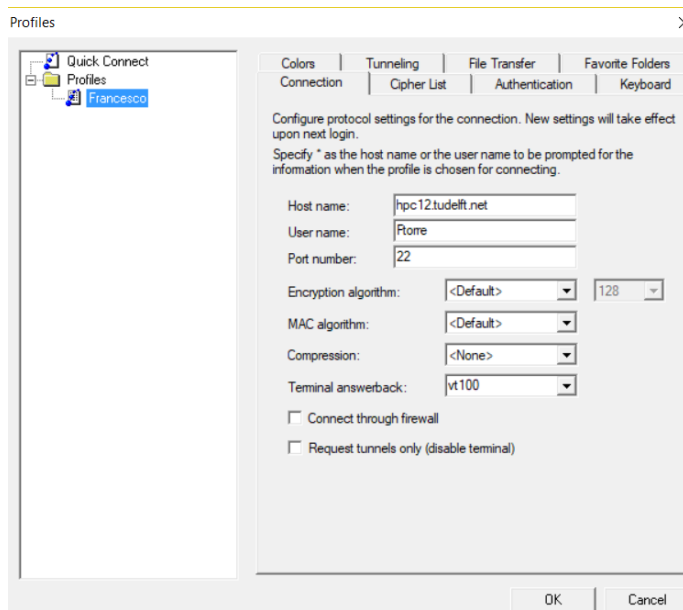 Profiles
Quick Connect
Profiles
Francesco
Colors
Tunneling
File Transfer
Favorite Folders
Connection
Cipher List
Authentication
Keyboard
Configure protocol settings for the connection. New settings will take effect
upon next login.
Specify * as the host name or the user name to be prompted for the
information when the profile is chosen for connecting.
Host name: hpc12.tudelft.net
User name: Ftorre
Port number: 22
Encryption algorithm: <Default> 128
MAC algorithm: <Default>
Compression: <None>
Terminal answerback: vt100
Connect through firewall
Request tunnels only (disable terminal)
OK
Cancel